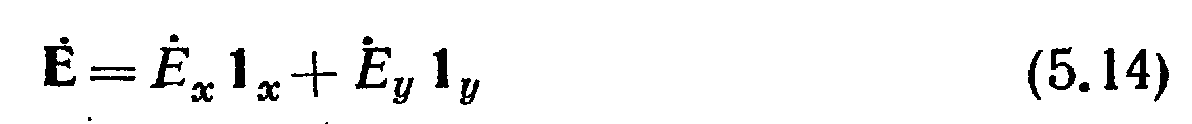 Ė = Ė_x 1_x + Ė_y 1_y (5.14)